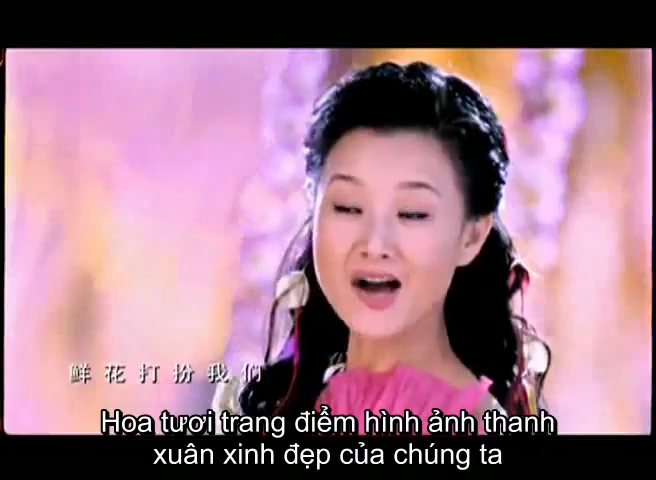 鲜花打扮我们
Hoa tươi trang điểm hình ảnh thanh
xuân xinh đẹp của chúng ta